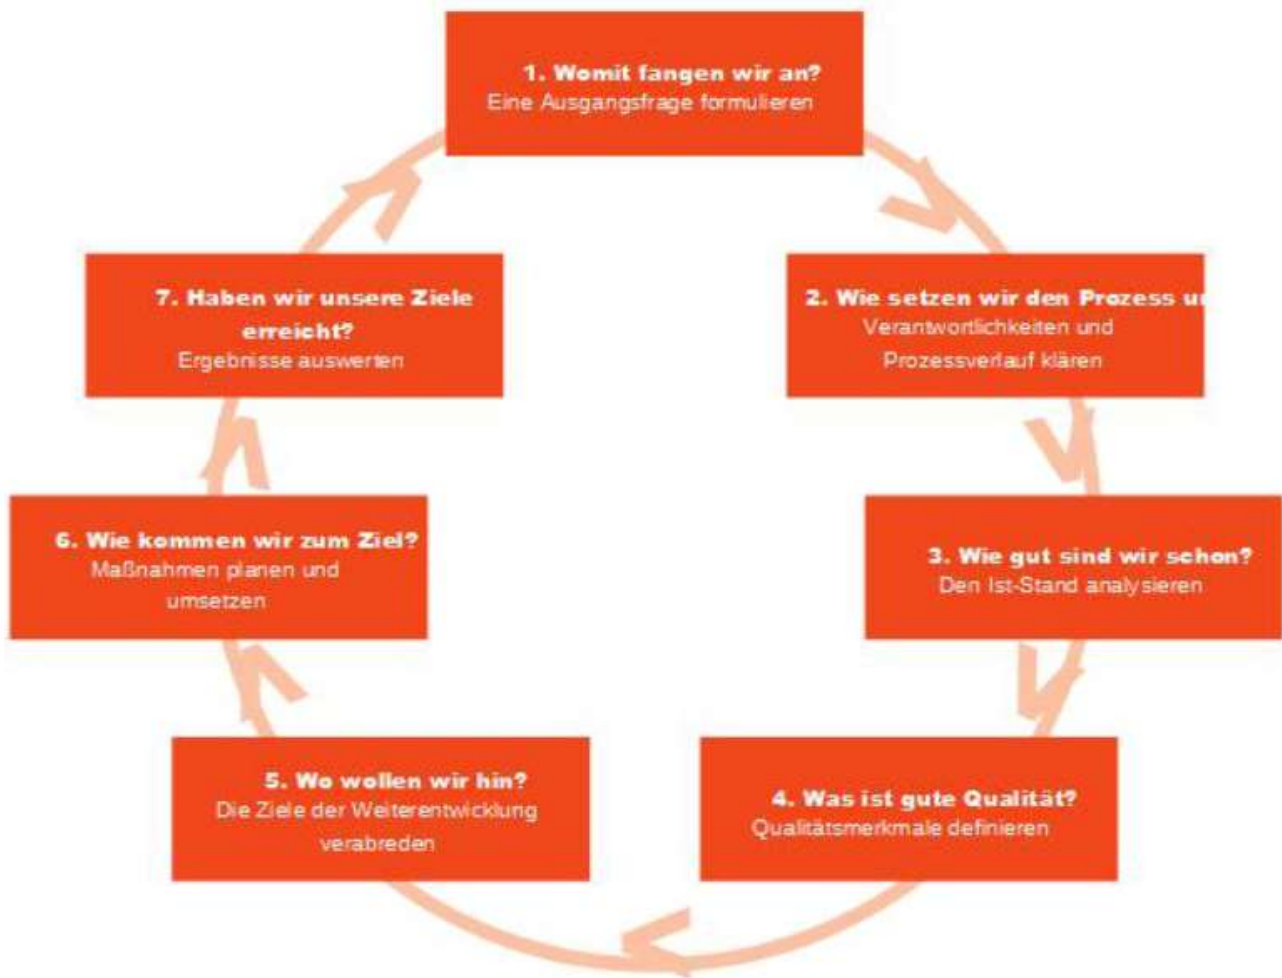 1. Womit fangen wir an?
Eine Ausgangsfrage formulieren
2. Wie setzen wir den Prozess
Verantwortlichkeiten und
Prozessverlauf klären
3. Wie gut sind wir schon?
Den Ist-Stand analysieren
4. Was ist gute Qualität?
Qualitätsmerkmale definieren
5. Wo wollen wir hin?
Die Ziele der Weiterentwicklung
verabreden
6. Wie kommen wir zum Ziel?
Maßnahmen planen und
umsetzen
7. Haben wir unsere Ziele
erreicht?
Ergebnisse auswerten